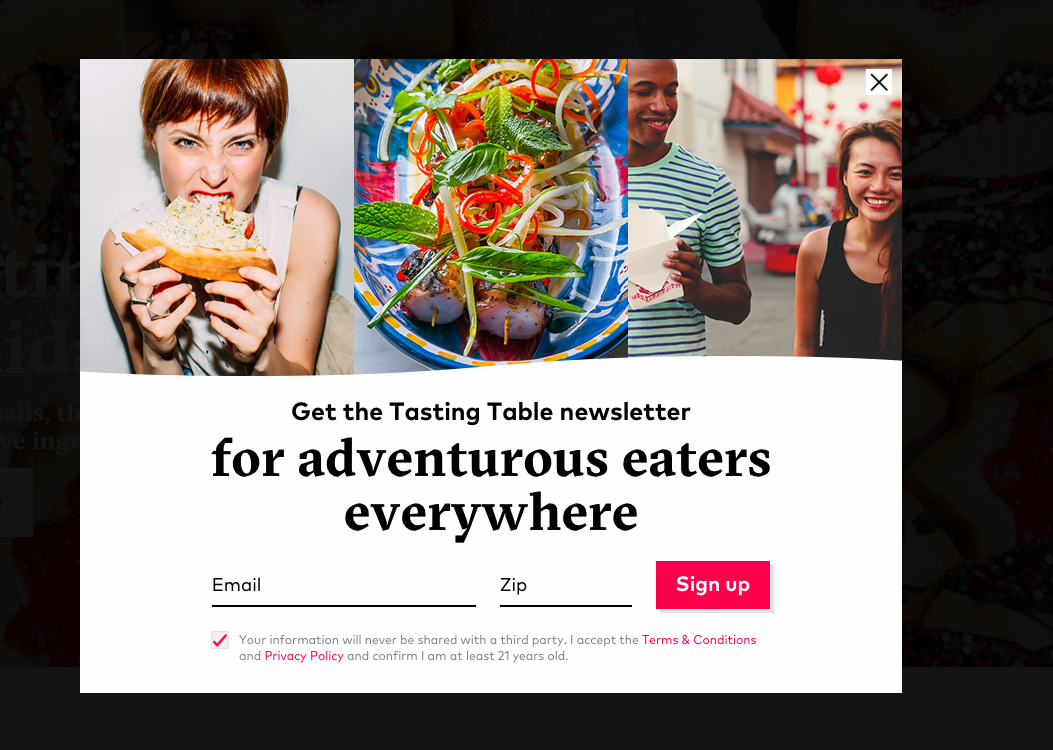 Get the Tasting Table newsletter
for adventurous eaters
everywhere
Email
Zip
Sign up
Your information will never be shared with a third party. I accept the Terms & Conditions
and Privacy Policy and confirm I am at least 21 years old.